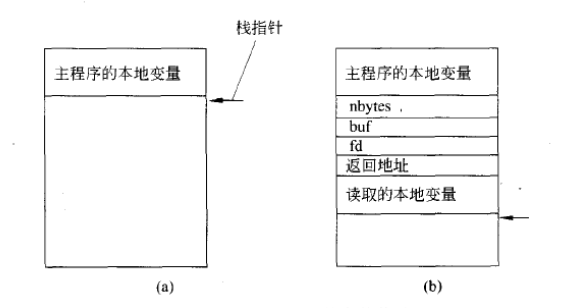 栈指针
主程序的本地变量
(a)
主程序的本地变量
nbytes
buf
fd
返回地址
读取的本地变量
(b)